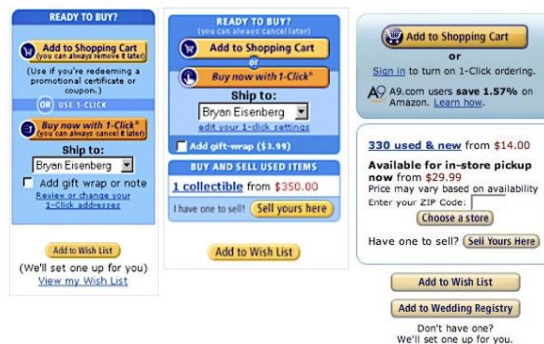 READY TO BUY?
Add to Shopping Cart
(you can always remove it later)
(Use if you're redeeming a
promotional certificate or
coupon.)
OR USE 1-CLICK
Buy now with 1-Click®
(you can always cancel it later)
Ship to:
Bryan Eisenberg
Add gift wrap or note
Review or change your
1-Click addresses
Add to Wish List
(We'll set one up for you)
View my Wish List
READY TO BUY?
(you can always cancel later)
Add to Shopping Cart
or
Buy now with 1-Click®
Ship to:
Bryan Eisenberg
edit your 1-click settings
Add gift-wrap ($3.99)
BUY AND SELL USED ITEMS
1 collectible from $350.00
I have one to sell! Sell yours here
Add to Wish List
Add to Shopping Cart
or
Sign in to turn on 1-Click ordering.
A9 A9.com users save 1.57% on
Amazon. Learn how.
330 used & new from $14.00
Available for in-store pickup
now from $29.99
Price may vary based on availability
Enter your ZIP Code:
Choose a store
Have one to sell? Sell Yours Here
Add to Wish List
Add to Wedding Registry
Don't have one?
We'll set one up for you.